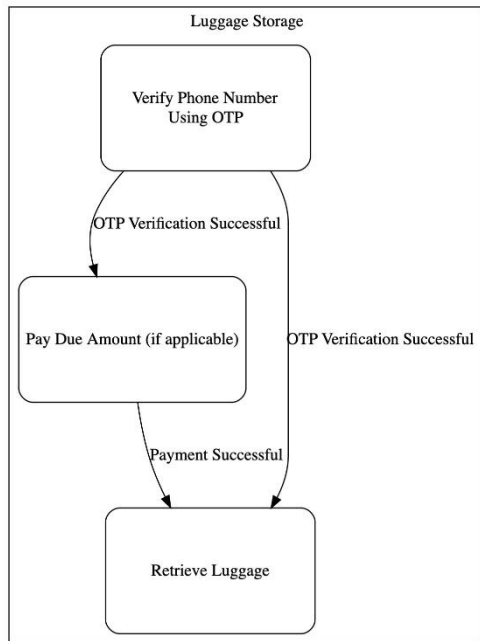 Luggage Storage
Verify Phone Number
Using OTP
OTP Verification Successful
Pay Due Amount (if applicable)
OTP Verification Successful
Payment Successful
Retrieve Luggage